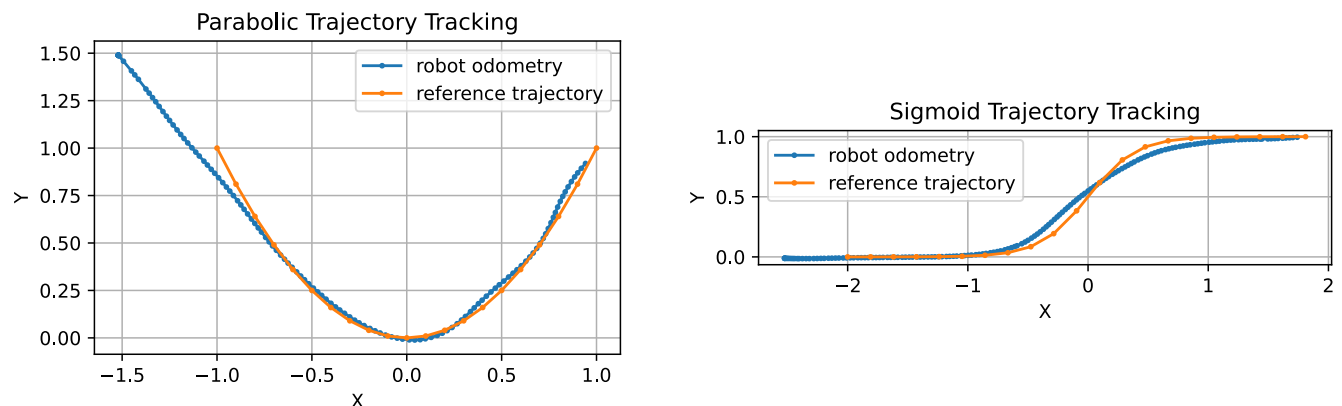 Parabolic Trajectory Tracking
1.50
1.25
1.00
0.75
0.50
0.25
0.00
Y
robot odometry
reference trajectory
−1.5 −1.0 −0.5 0.0 0.5 1.0
X
Sigmoid Trajectory Tracking
1.0
0.5
0.0
Y
robot odometry
reference trajectory
−2 −1 0 1 2
X